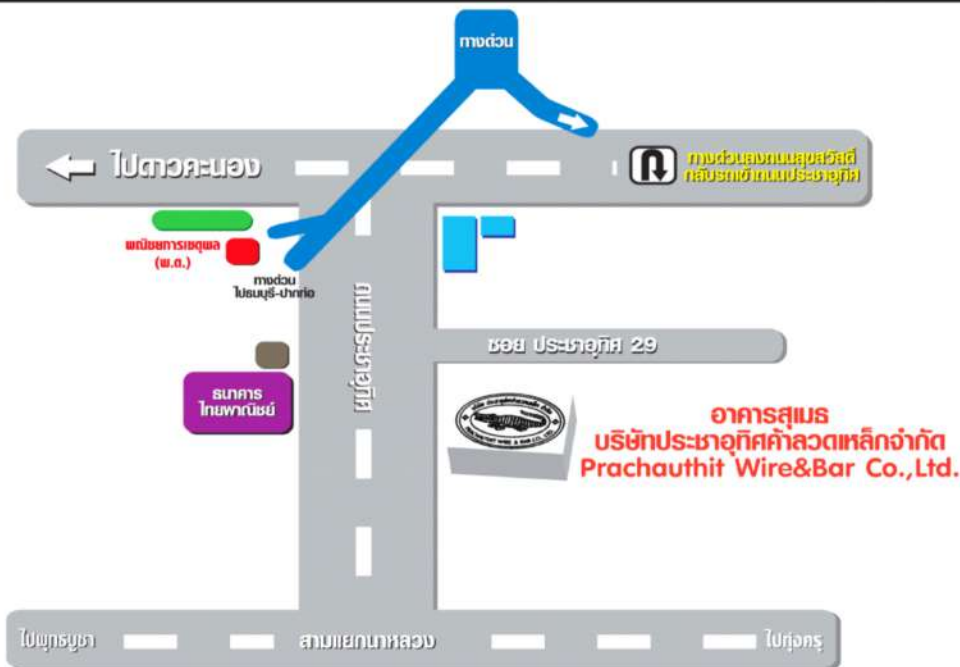 ทางด่วน
ไปดาวคะนอง
ทางด่วนลงถนนสุขสวัสดิ์
กลับรถเข้าถนนประชาอุทิศ
พณิชยการเชตุพล
(พ.ต.)
ทางด่วน
ไปธนบุรี-ปากท่อ
ถนนประชาอุทิศ
ซอย ประชาอุทิศ 29
ธนาคาร
ไทยพาณิชย์
PRACHAUTHIT WIRE & BAR CO., LTD.
อาคารสุเมธ
บริษัทประชาอุทิศค้าลวดเหล็กจำกัด
Prachauthit Wire&Bar Co.,Ltd.
ไปพุทธบูชา
สามแยกนาหลวง
ไปทุ่งครุ